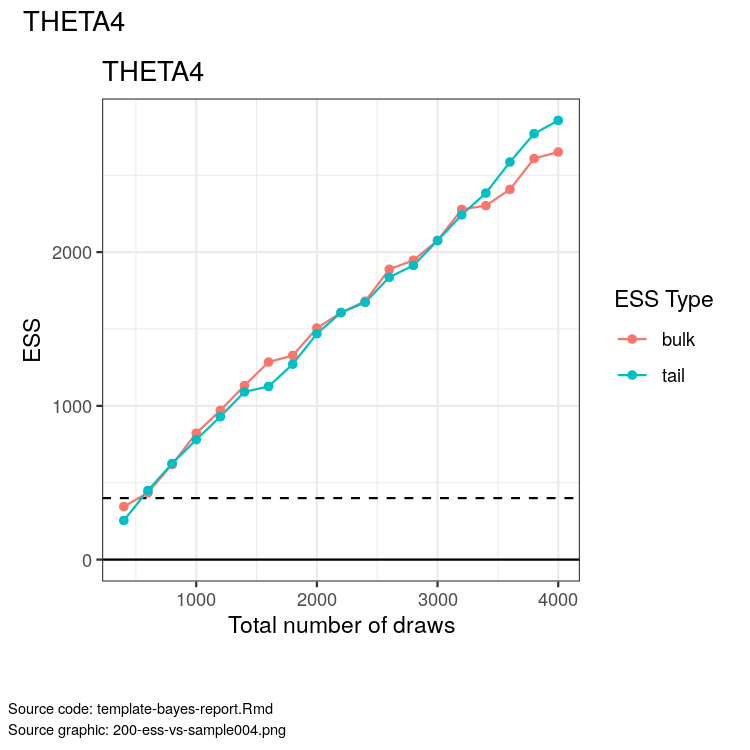 THETA4
THETA4
ESS
2000
1000
0
1000 2000 3000 4000
Total number of draws
ESS Type
bulk
tail
Source code: template-bayes-report.Rmd
Source graphic: 200-ess-vs-sample004.png